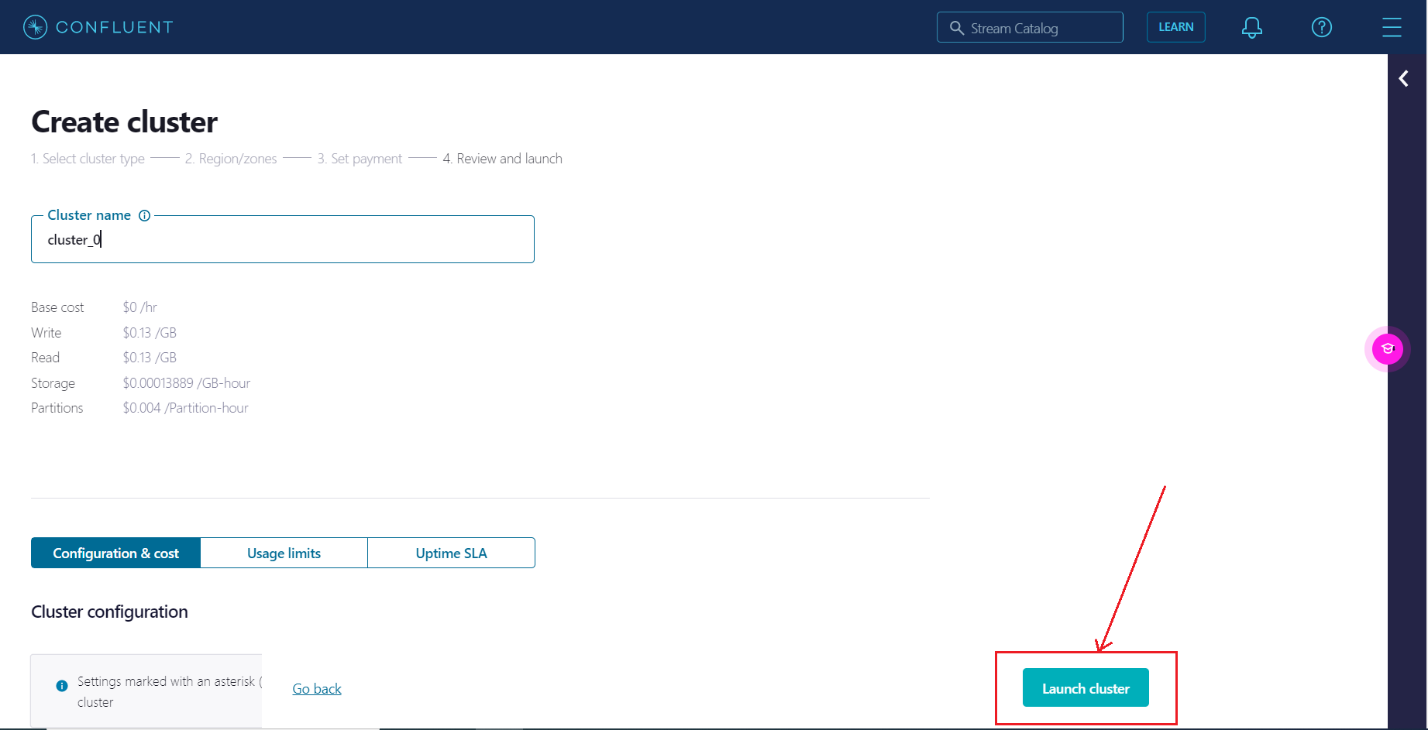 CONFLUENT
Stream Catalog
LEARN
Create cluster
1. Select cluster type 2. Region/zones 3. Set payment 4. Review and launch
Cluster name
cluster_0
Base cost $0 /hr
Write $0.13 /GB
Read $0.13 /GB
Storage $0.00013889 /GB-hour
Partitions $0.004 /Partition-hour
Configuration & cost Usage limits Uptime SLA
Cluster configuration
Settings marked with an asterisk (
cluster
Go back
Launch cluster